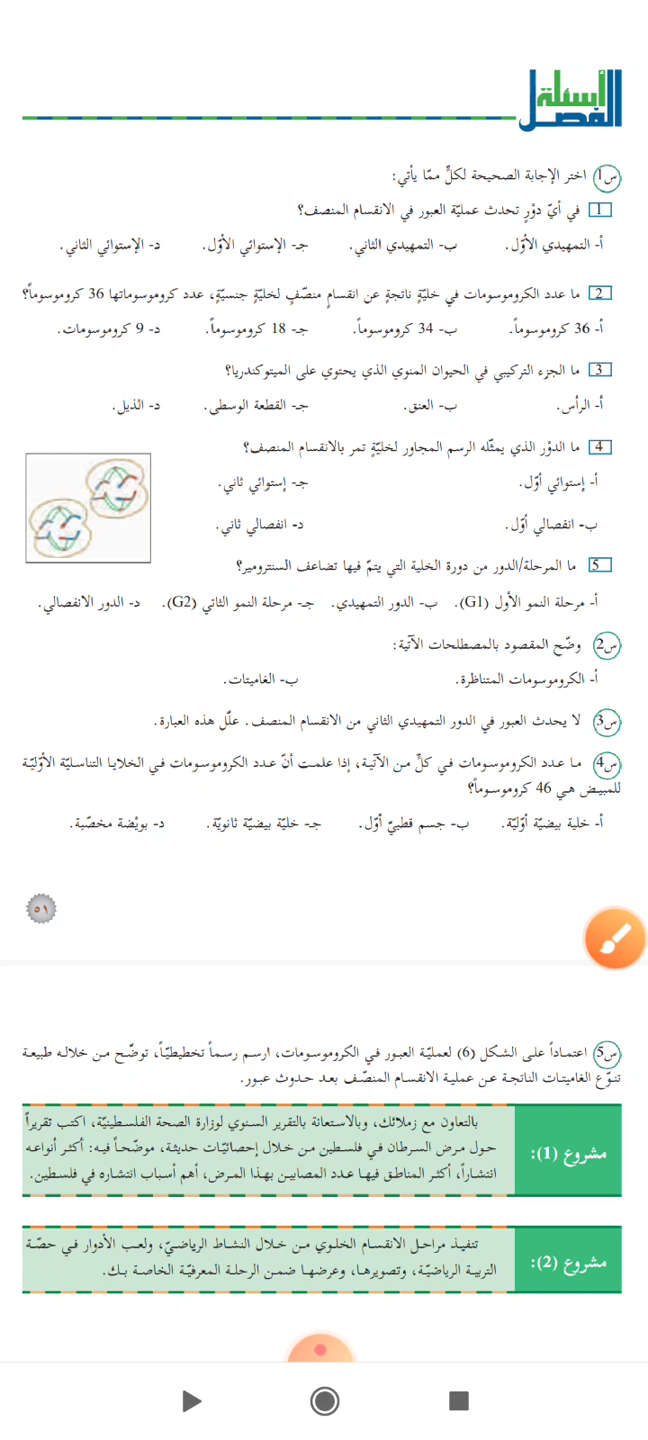 أسئلة
الفصل
س1 اختر الإجابة الصحيحة لكلٍّ ممّا يأتي:
1 في أيّ دوْرٍ تحدث عمليّة العبور في الانقسام المنصف؟
أ- التمهيدي الأوّل. ب- التمهيدي الثاني. جـ- الإستوائي الأوّل. د- الإستوائي الثاني.
2 ما عدد الكروموسومات في خليّةٍ ناتجةٍ عن انقسامٍ منصّفٍ لخليّةٍ جنسيّةٍ، عدد كروموسوماتها 36 كروموسوماً؟
أ- 36 كروموسوماً. ب- 34 كروموسوماً. جـ- 18 كروموسوماً. د- 9 كروموسومات.
3 ما الجزء التركيبي في الحيوان المنوي الذي يحتوي على الميتوكندريا؟
أ- الرأس. ب- العنق. جـ- القطعة الوسطى. د- الذيل.
4 ما الدوْر الذي يمثّله الرسم المجاور لخليّةٍ تمر بالانقسام المنصف؟
أ- إستوائي أوّل. جـ- إستوائي ثاني.
ب- انفصالي أوّل. د- انفصالي ثاني.
5 ما المرحلة/الدور من دورة الخلية التي يتمّ فيها تضاعف السنترومير؟
أ- مرحلة النمو الأول (G1). ب- الدور التمهيدي. جـ- مرحلة النمو الثاني (G2). د- الدور الانفصالي.
س2 وضّح المقصود بالمصطلحات الآتية:
أ- الكروموسومات المتناظرة. ب- الغاميتات.
س3 لا يحدث العبور في الدور التمهيدي الثاني من الانقسام المنصف. علّل هذه العبارة.
س4 ما عدد الكروموسومات في كلٍّ من الآتية، إذا علمت أنّ عدد الكروموسومات في الخلايا التناسليّة الأوّليّة
للمبيض هي 46 كروموسوماً؟
أ- خلية بيضيّة أوّليّة. ب- جسم قطبيّ أوّل. جـ- خليّة بيضيّة ثانويّة. د- بويْضة مخصّبة.
٥١
س5 اعتماداً على الشكل (6) لعمليّة العبور في الكروموسومات، ارسم رسماً تخطيطيّاً، توضّح من خلاله طبيعة
تنوّع الغاميتات الناتجة عن عملية الانقسام المنصّف بعد حدوث عبور.
مشروع (1):
بالتعاون مع زملائك، وبالاستعانة بالتقرير السنوي لوزارة الصحة الفلسطينيّة، اكتب تقريراً
حول مرض السرطان في فلسطين من خلال إحصائيّات حديثة، موضّحاً فيه: أكثر أنواعه
انتشاراً، أكثر المناطق فيها عدد المصابين بهذا المرض، أهم أسباب انتشاره في فلسطين.
مشروع (2):
تنفيذ مراحل الانقسام الخلوي من خلال النشاط الرياضيّ، ولعب الأدوار في حصّة
التربية الرياضيّة، وتصويرها، وعرضها ضمن الرحلة المعرفيّة الخاصة بك.